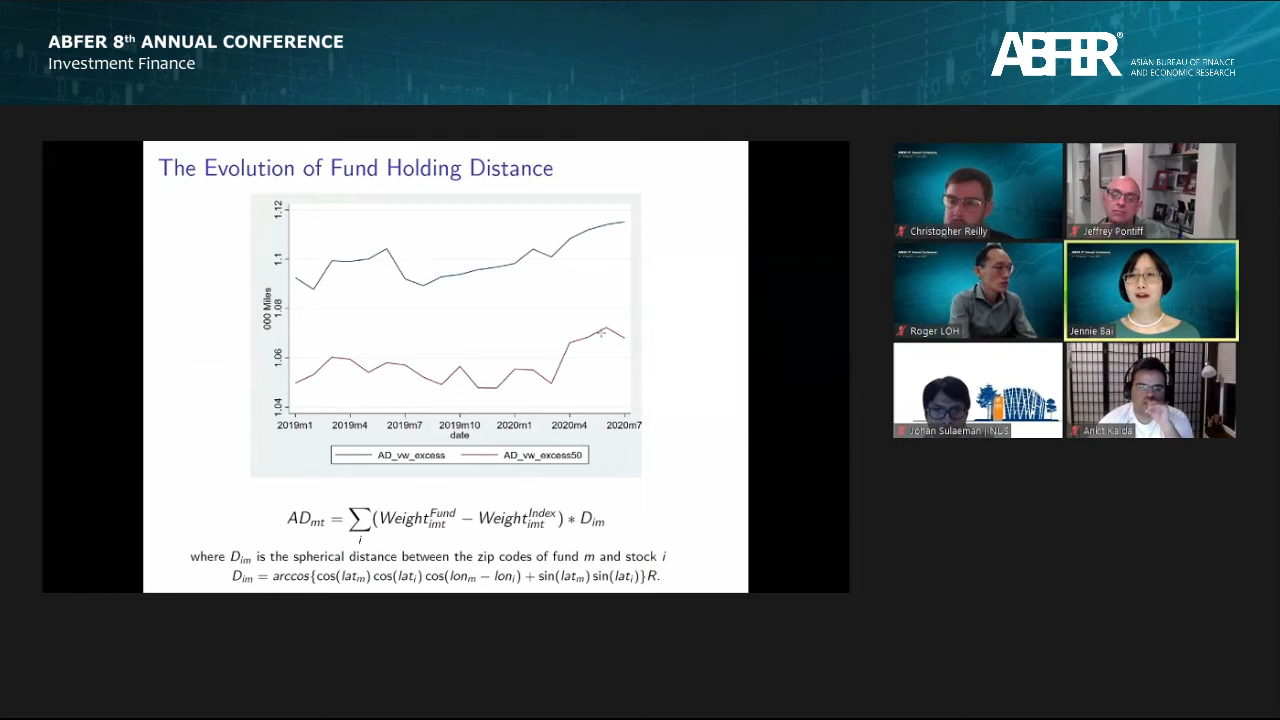 ABFER 8th ANNUAL CONFERENCE
Investment Finance
ABFER®
ASIAN BUREAU OF FINANCE
AND ECONOMIC RESEARCH
The Evolution of Fund Holding Distance
000 Miles
1.12
1.1
1.08
1.06
1.04
2019m1 2019m4 2019m7 2019m10 2020m1 2020m4 2020m7
date
AD_vw_excess AD_vw_excess50
AD_mt = ∑_i (Weight^Fund_imt − Weight^Index_imt) ∗ D_im
where D_im is the spherical distance between the zip codes of fund m and stock i
D_im = arccos{cos(lat_m) cos(lat_i) cos(lon_m − lon_i) + sin(lat_m) sin(lat_i)}R.
Christopher Reilly
Jeffrey Pontiff
Roger LOH
Jennie Bai
Johan Sulaeman | NUS
Ankit Kalda